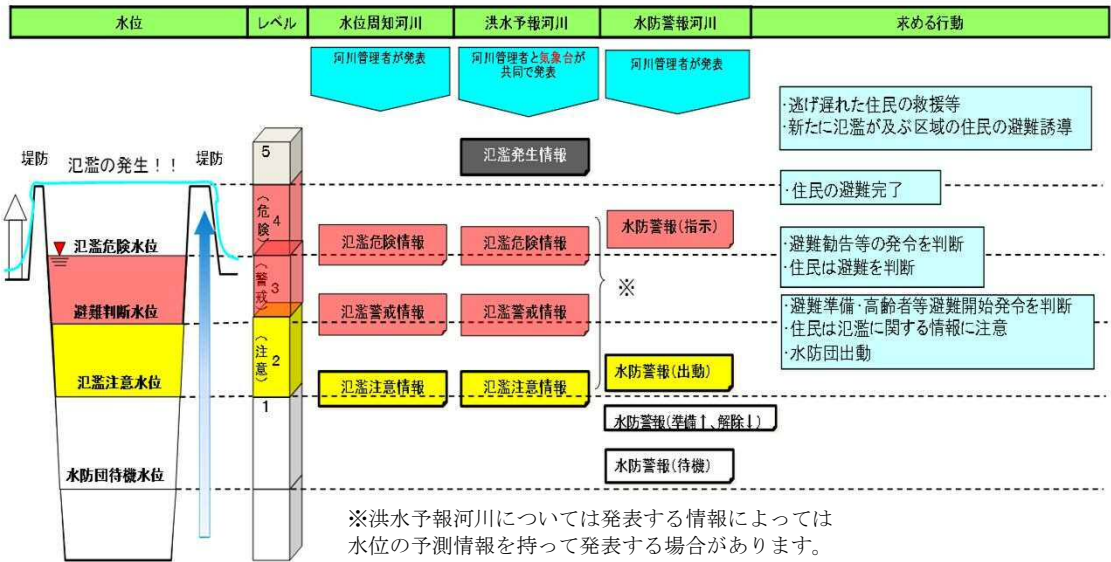 水位
レベル
水位周知河川
洪水予報河川
水防警報河川
求める行動
河川管理者が発表
河川管理者と気象台が
共同で発表
河川管理者が発表
・逃げ遅れた住民の救援等
・新たに氾濫が及ぶ区域の住民の避難誘導
堤防
氾濫の発生！！
堤防
5
氾濫発生情報
・住民の避難完了
（危険）
4
氾濫危険水位
氾濫危険情報
氾濫危険情報
水防警報(指示)
・避難勧告等の発令を判断
・住民は避難を判断
（警戒）
3
※
避難判断水位
氾濫警戒情報
氾濫警戒情報
・避難準備・高齢者等避難開始発令を判断
・住民は氾濫に関する情報に注意
・水防団出動
（注意）
2
氾濫注意水位
氾濫注意情報
氾濫注意情報
水防警報(出動)
1
水防警報(準備↑、解除↓)
水防団待機水位
水防警報(待機)
※洪水予報河川については発表する情報によっては
水位の予測情報を持って発表する場合があります。